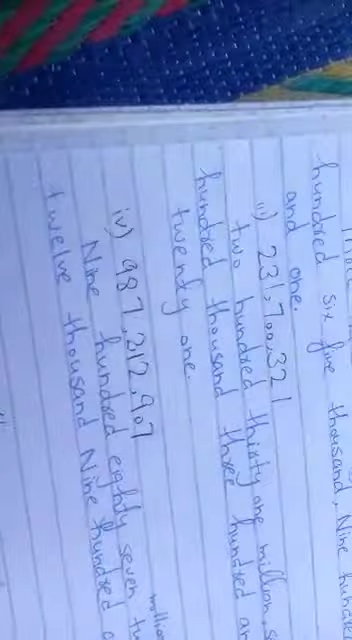 hundred six five thousand, Nine
and one.
iii) 231,700,321
two hundred thirty one million,
hundred thousand three hundred
twenty one.
iv) 987,212,907
million
Nine hundred eighty seven
twelve thousand Nine hundred